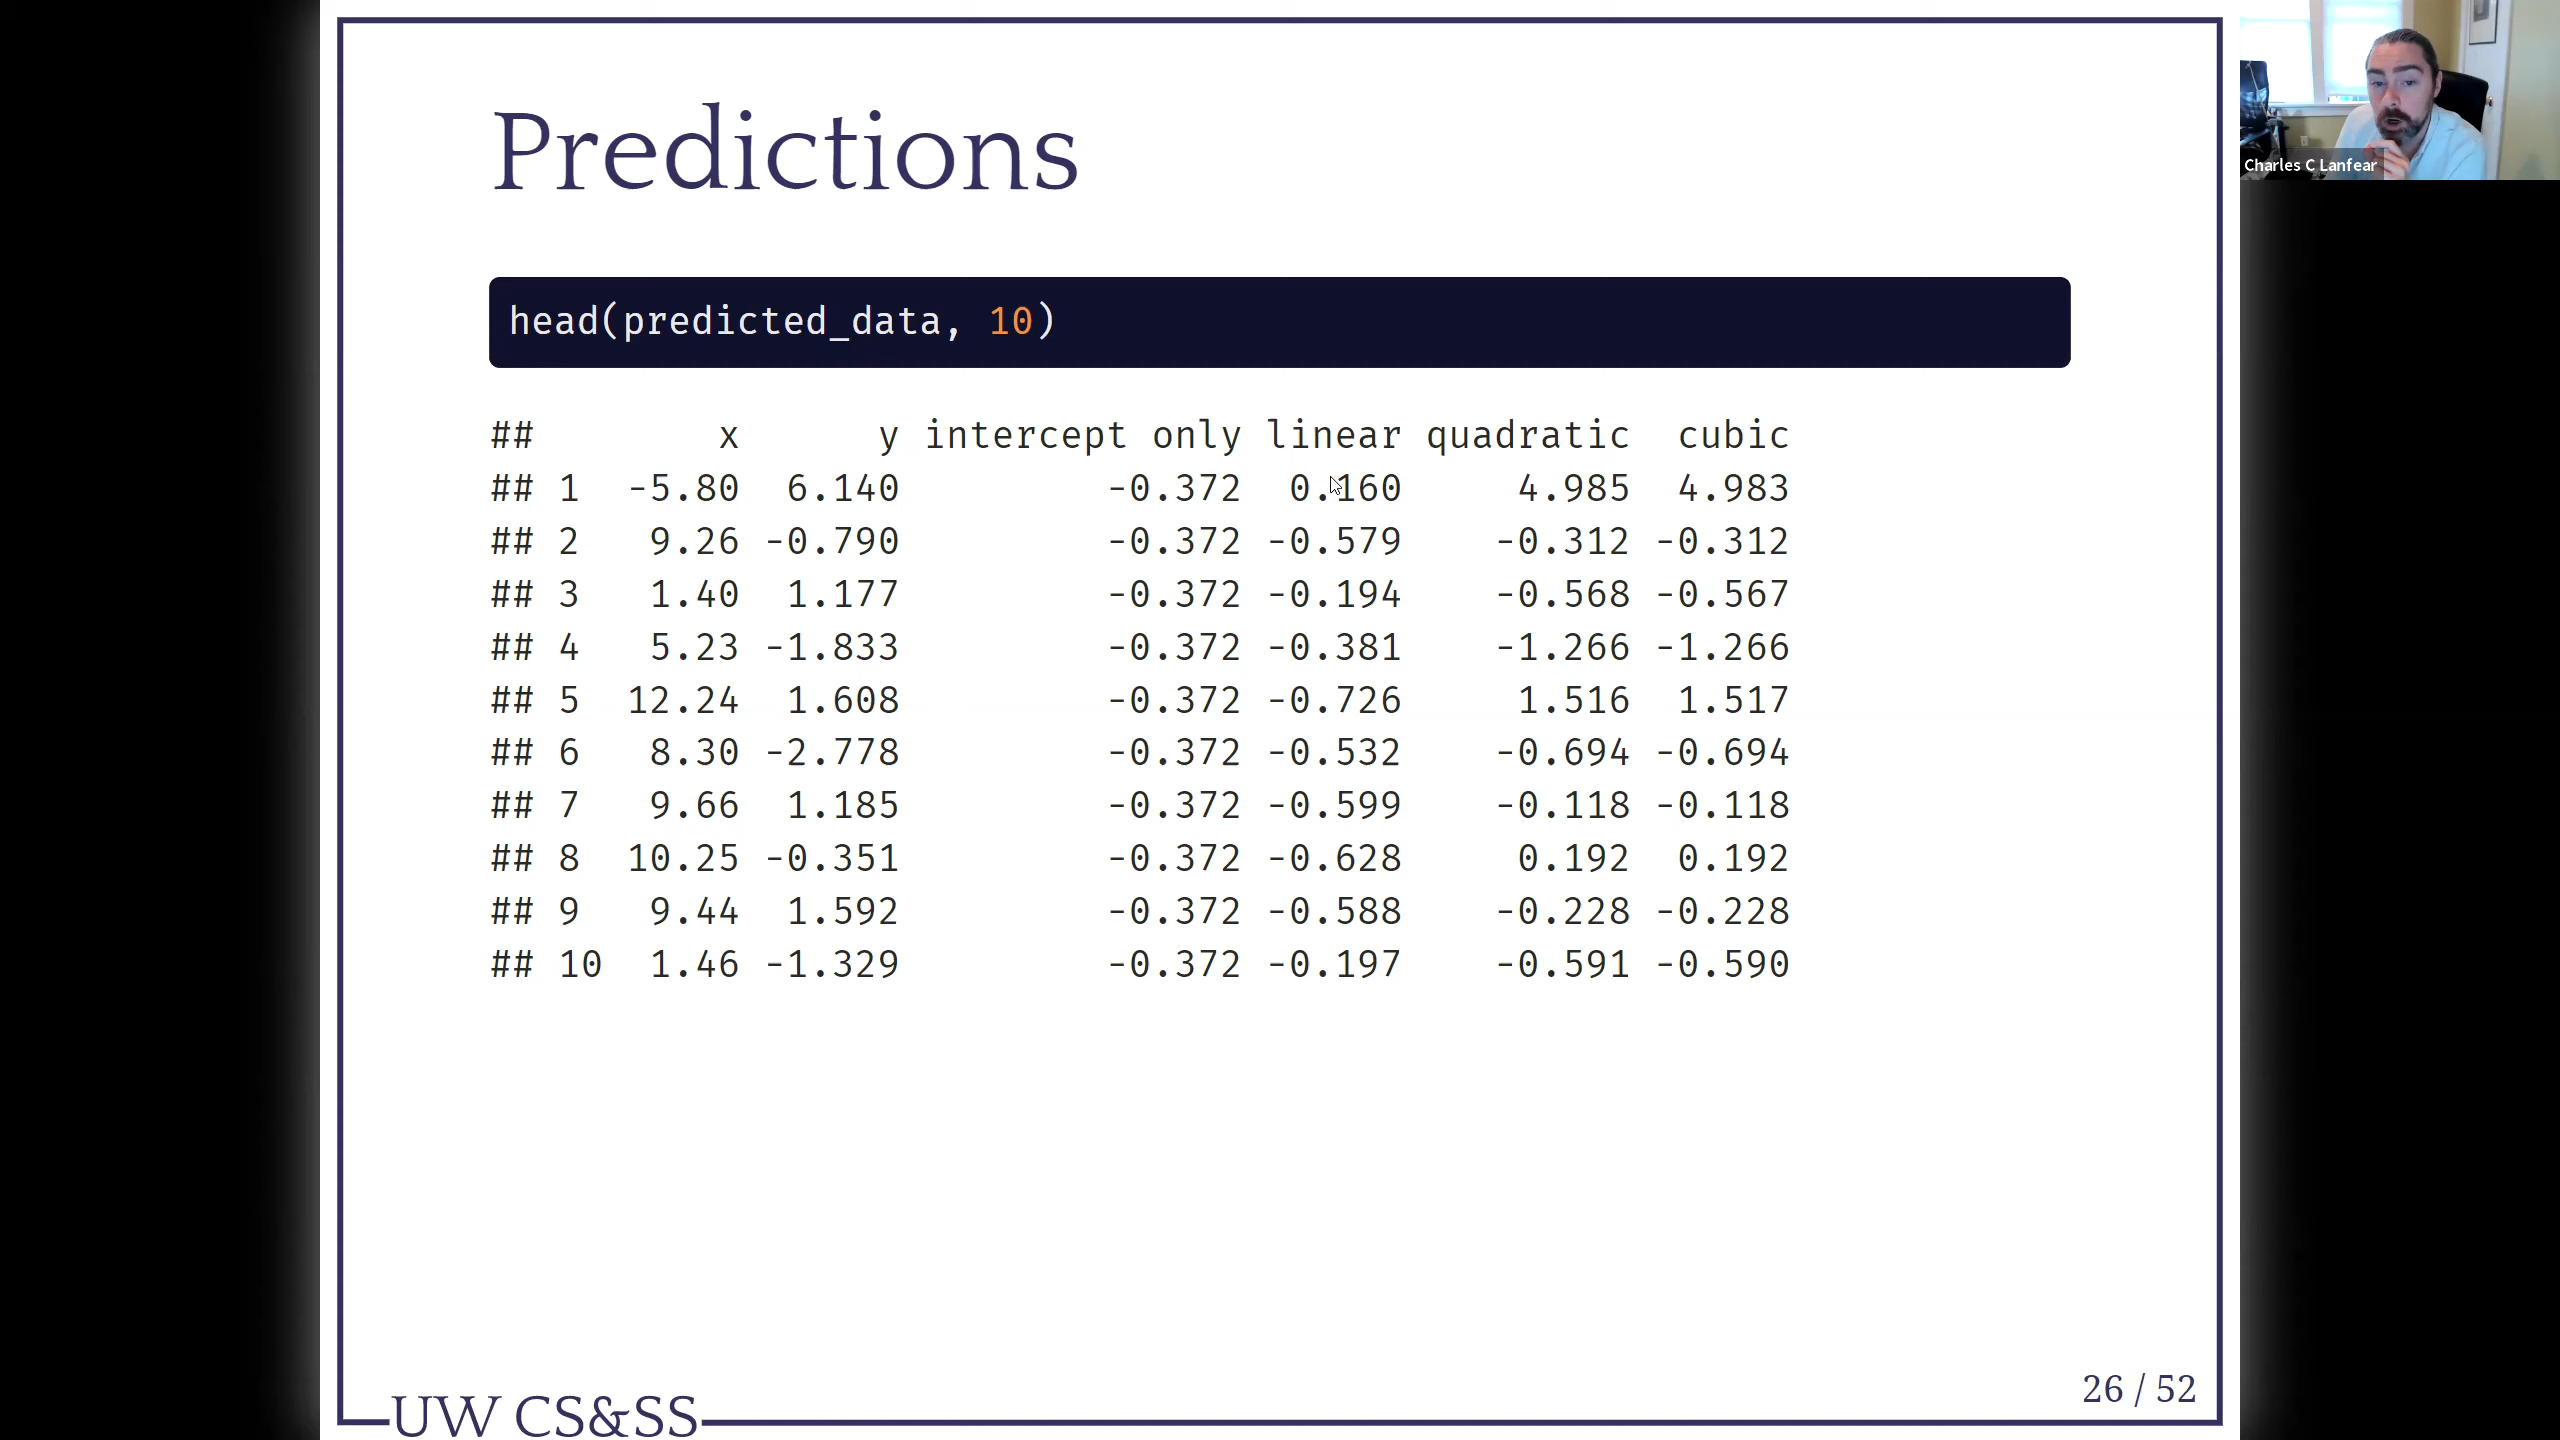 Predictions
Charles C Lanfear
head(predicted_data, 10)
## x y intercept only linear quadratic cubic
## 1 -5.80 6.140 -0.372 0.160 4.985 4.983
## 2 9.26 -0.790 -0.372 -0.579 -0.312 -0.312
## 3 1.40 1.177 -0.372 -0.194 -0.568 -0.567
## 4 5.23 -1.833 -0.372 -0.381 -1.266 -1.266
## 5 12.24 1.608 -0.372 -0.726 1.516 1.517
## 6 8.30 -2.778 -0.372 -0.532 -0.694 -0.694
## 7 9.66 1.185 -0.372 -0.599 -0.118 -0.118
## 8 10.25 -0.351 -0.372 -0.628 0.192 0.192
## 9 9.44 1.592 -0.372 -0.588 -0.228 -0.228
## 10 1.46 -1.329 -0.372 -0.197 -0.591 -0.590
26 / 52
UW CS&SS